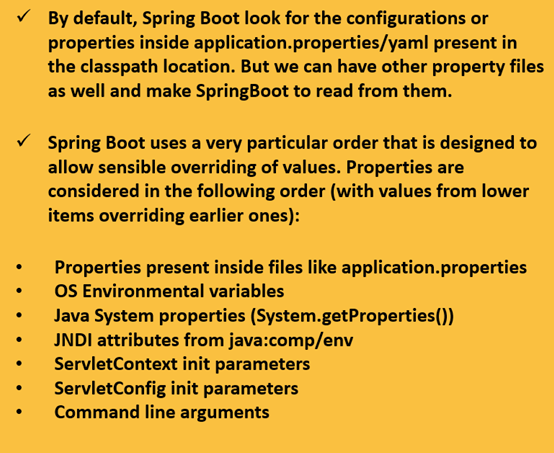 ✓ By default, Spring Boot look for the configurations or
properties inside application.properties/yaml present in
the classpath location. But we can have other property files
as well and make SpringBoot to read from them.
✓ Spring Boot uses a very particular order that is designed to
allow sensible overriding of values. Properties are
considered in the following order (with values from lower
items overriding earlier ones):
• Properties present inside files like application.properties
• OS Environmental variables
• Java System properties (System.getProperties())
• JNDI attributes from java:comp/env
• ServletContext init parameters
• ServletConfig init parameters
• Command line arguments